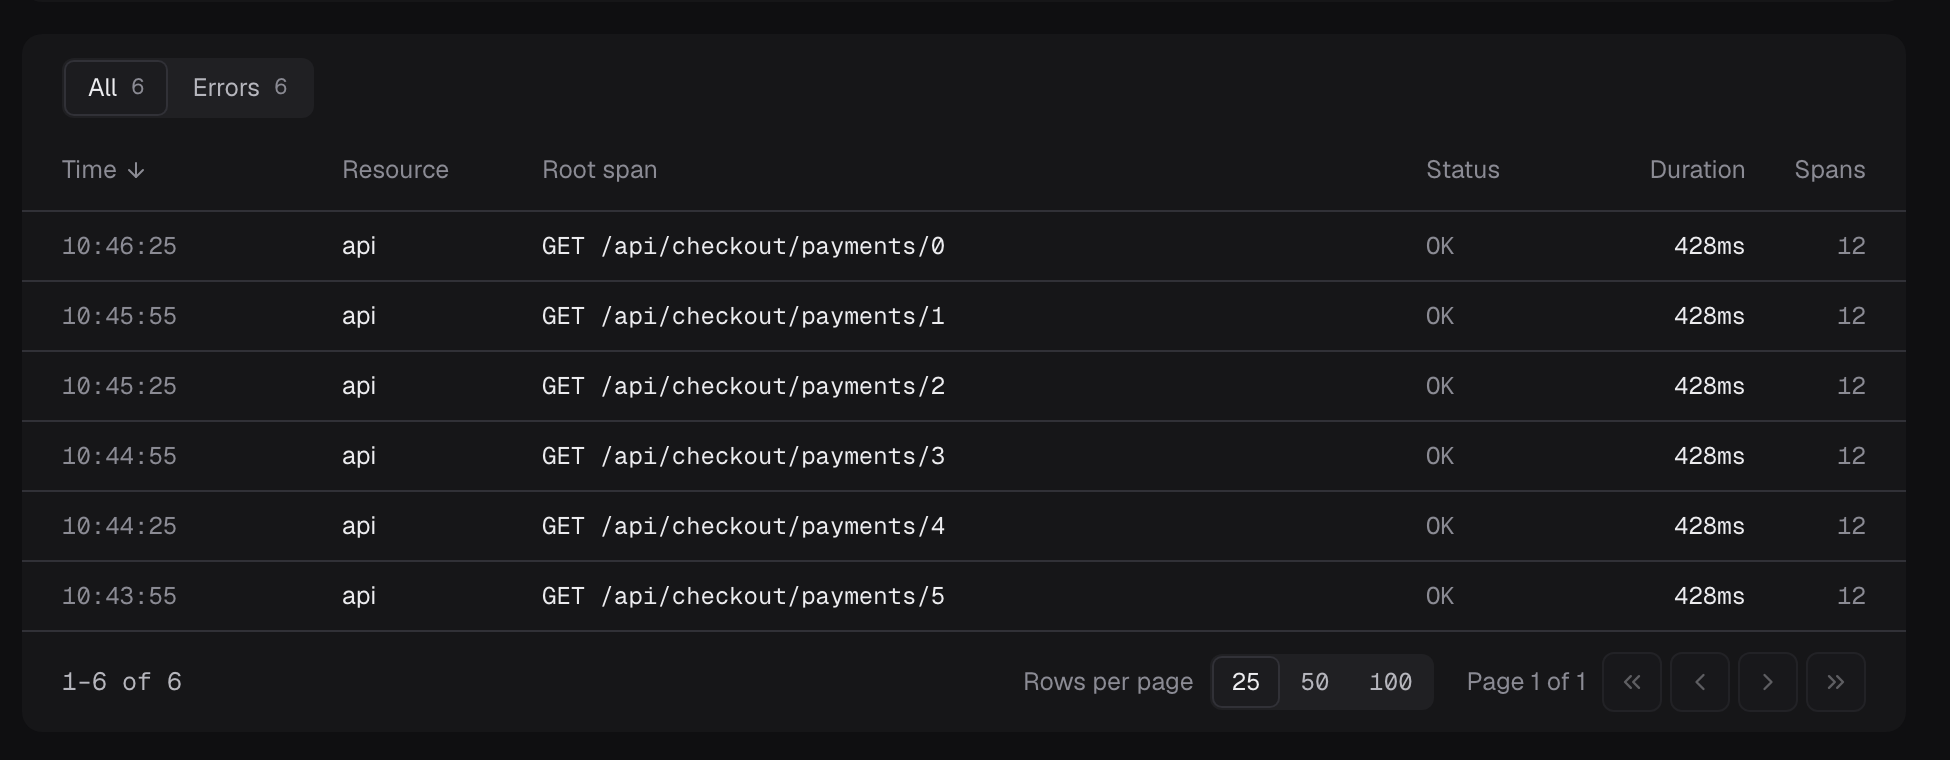 All 6 Errors 6
Time ↓ Resource Root span Status Duration Spans
10:46:25 api GET /api/checkout/payments/0 OK 428ms 12
10:45:55 api GET /api/checkout/payments/1 OK 428ms 12
10:45:25 api GET /api/checkout/payments/2 OK 428ms 12
10:44:55 api GET /api/checkout/payments/3 OK 428ms 12
10:44:25 api GET /api/checkout/payments/4 OK 428ms 12
10:43:55 api GET /api/checkout/payments/5 OK 428ms 12
1–6 of 6 Rows per page 25 50 100 Page 1 of 1 « ‹ › »